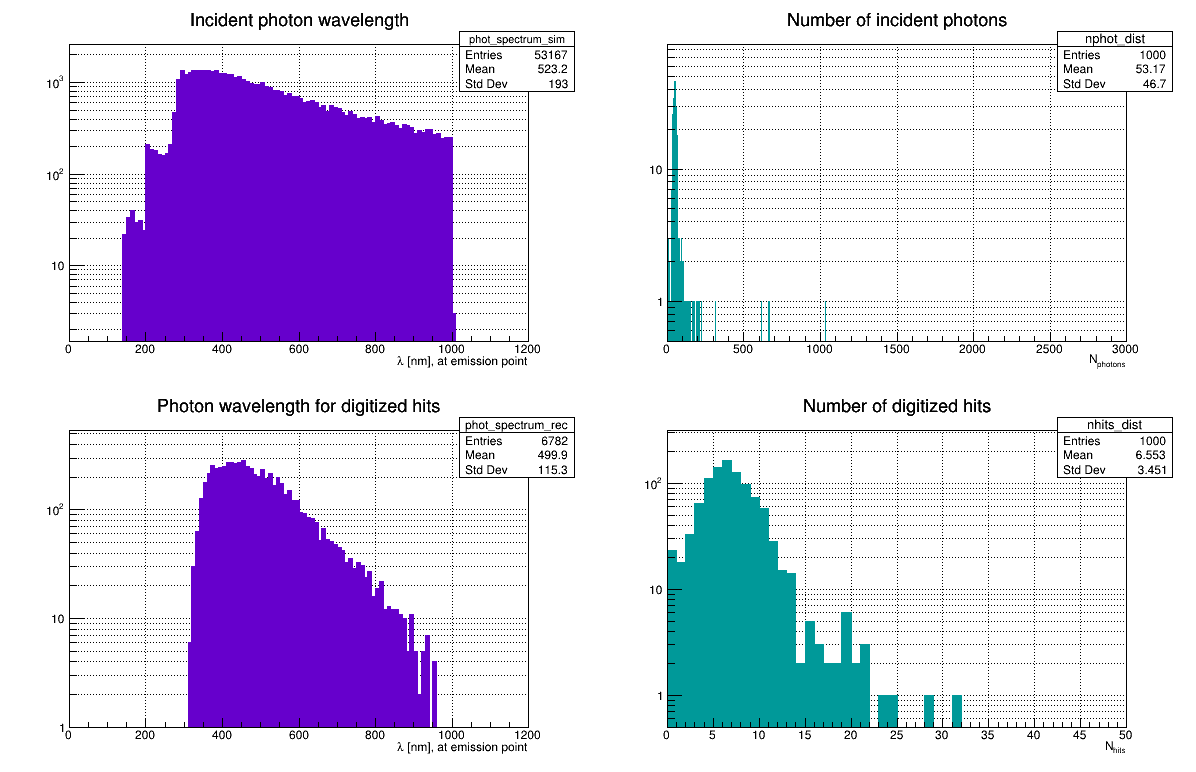 Incident photon wavelength
phot_spectrum_sim
Entries 53167
Mean 523.2
Std Dev 193
10³
10²
10
0 200 400 600 800 1000 1200
λ [nm], at emission point
Number of incident photons
nphot_dist
Entries 1000
Mean 53.17
Std Dev 46.7
10
1
0 500 1000 1500 2000 2500 3000
N_photons
Photon wavelength for digitized hits
phot_spectrum_rec
Entries 6782
Mean 499.9
Std Dev 115.3
10²
10
1
0 200 400 600 800 1000 1200
λ [nm], at emission point
Number of digitized hits
nhits_dist
Entries 1000
Mean 6.553
Std Dev 3.451
10²
10
1
0 5 10 15 20 25 30 35 40 45 50
N_hits